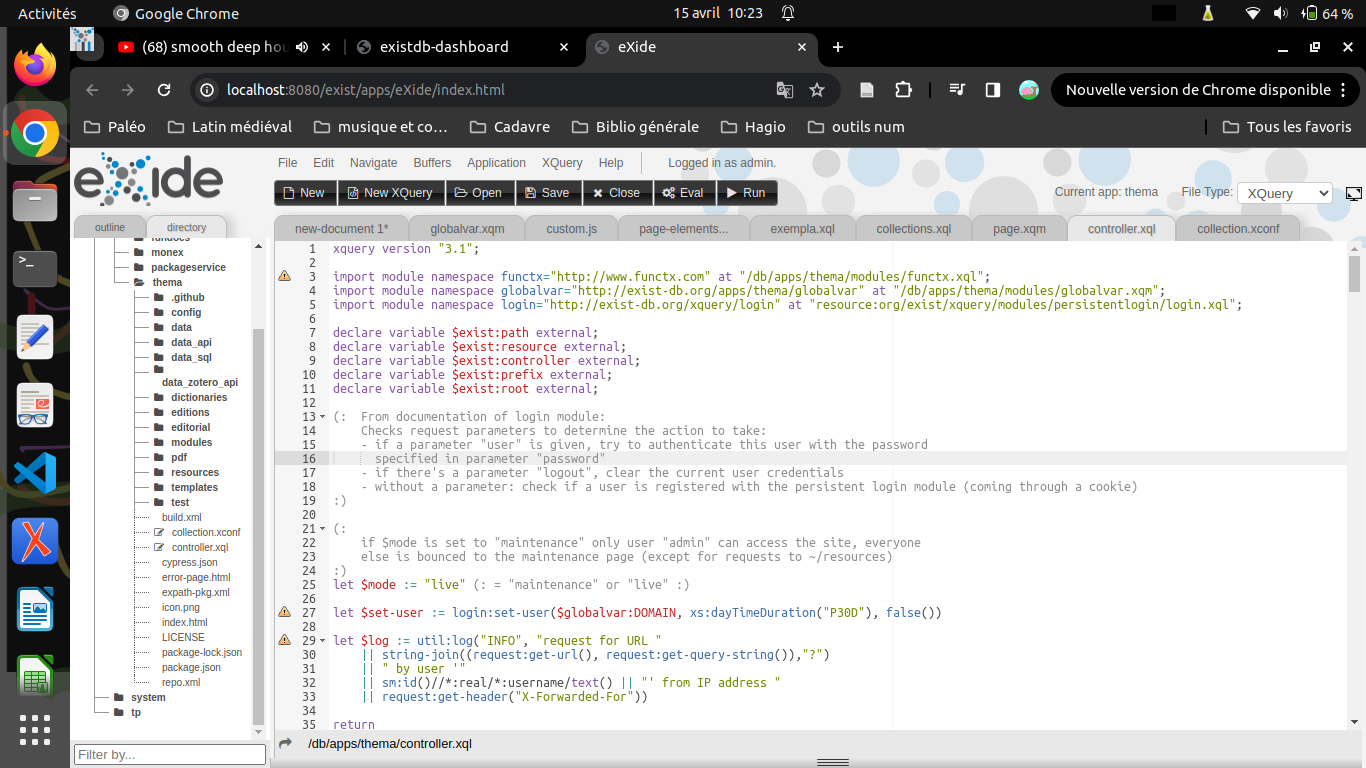 Activités
Google Chrome
15 avril 10:23
64 %
(68) smooth deep hou
existdb-dashboard
eXide
localhost:8080/exist/apps/eXide/index.html
Nouvelle version de Chrome disponible
Paléo
Latin médiéval
musique et co…
Cadavre
Biblio générale
Hagio
outils num
Tous les favoris
eXide
File Edit Navigate Buffers Application XQuery Help
Logged in as admin.
New
New XQuery
Open
Save
Close
Eval
Run
Current app: thema
File Type:
XQuery
outline
directory
new-document 1*
globalvar.xqm
custom.js
page-elements...
exempla.xql
collections.xql
page.xqm
controller.xql
collection.xconf
fundocs
monex
packageservice
thema
.github
config
data
data_api
data_sql
data_zotero_api
dictionaries
editions
editorial
modules
pdf
resources
templates
test
build.xml
collection.xconf
controller.xql
cypress.json
error-page.html
expath-pkg.xml
icon.png
index.html
LICENSE
package-lock.json
package.json
repo.xml
system
tp
Filter by...
1 xquery version "3.1";
2
3 import module namespace functx="http://www.functx.com" at "/db/apps/thema/modules/functx.xql";
4 import module namespace globalvar="http://exist-db.org/apps/thema/globalvar" at "/db/apps/thema/modules/globalvar.xqm";
5 import module namespace login="http://exist-db.org/xquery/login" at "resource:org/exist/xquery/modules/persistentlogin/login.xql";
6
7 declare variable $exist:path external;
8 declare variable $exist:resource external;
9 declare variable $exist:controller external;
10 declare variable $exist:prefix external;
11 declare variable $exist:root external;
12
13 (:  From documentation of login module:
14     Checks request parameters to determine the action to take:
15     - if a parameter "user" is given, try to authenticate this user with the password
16       specified in parameter "password"
17     - if there's a parameter "logout", clear the current user credentials
18     - without a parameter: check if a user is registered with the persistent login module (coming through a cookie)
19 :)
20
21 (:
22     if $mode is set to "maintenance" only user "admin" can access the site, everyone
23     else is bounced to the maintenance page (except for requests to ~/resources)
24 :)
25 let $mode := "live" (: = "maintenance" or "live" :)
26
27 let $set-user := login:set-user($globalvar:DOMAIN, xs:dayTimeDuration("P30D"), false())
28
29 let $log := util:log("INFO", "request for URL "
30     || string-join((request:get-url(), request:get-query-string()),"?")
31     || " by user '"
32     || sm:id()//*:real/*:username/text() || "' from IP address "
33     || request:get-header("X-Forwarded-For"))
34
35 return
/db/apps/thema/controller.xql